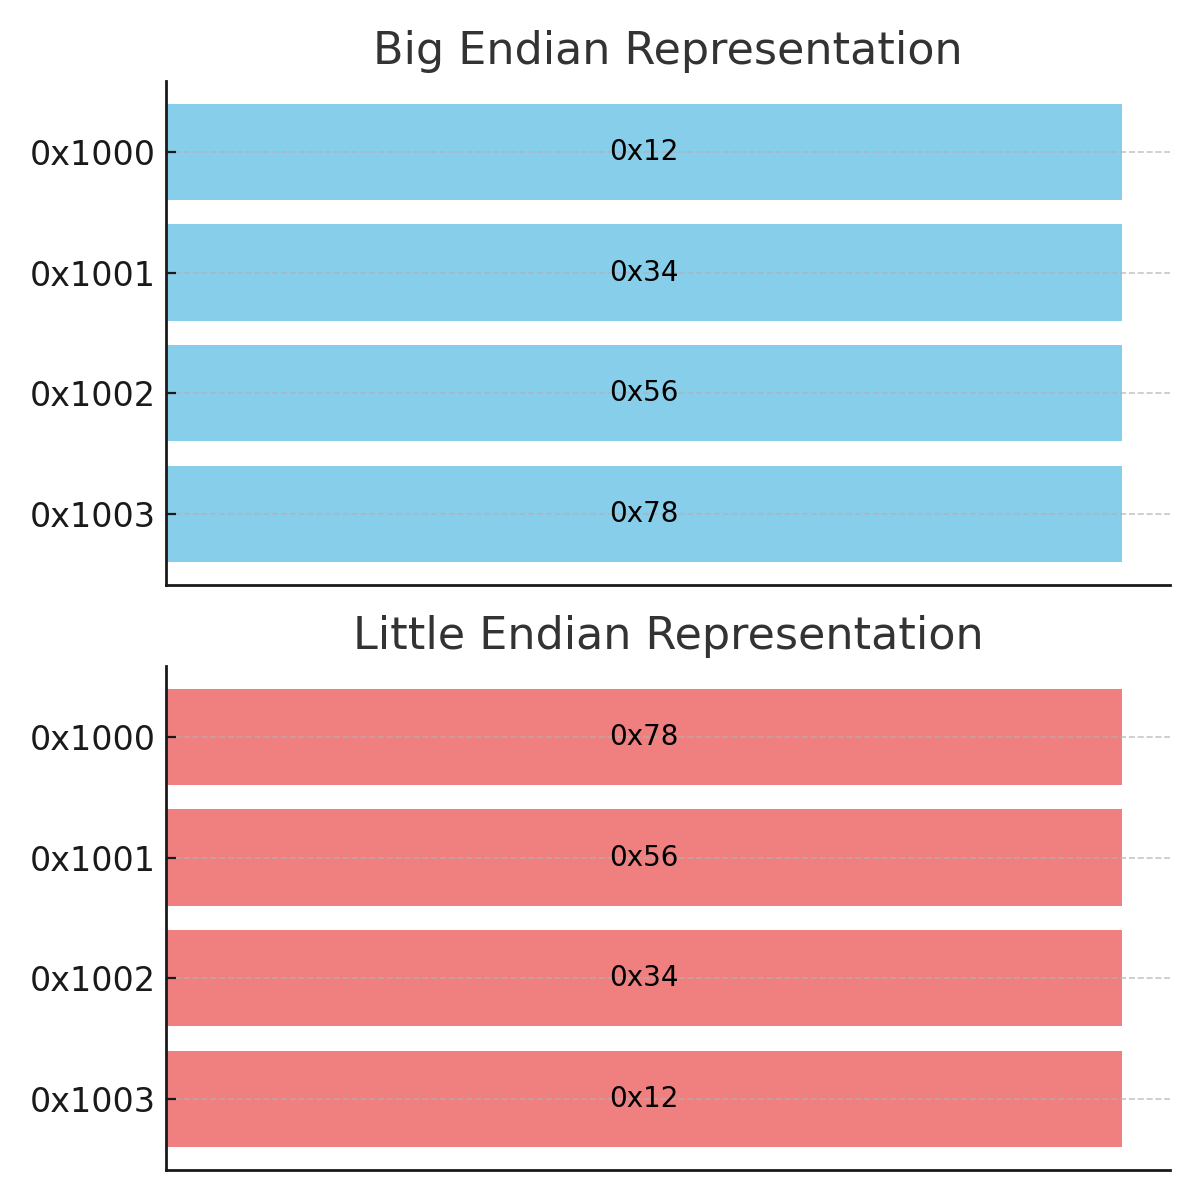 Big Endian Representation
0x1000 0x12
0x1001 0x34
0x1002 0x56
0x1003 0x78
Little Endian Representation
0x1000 0x78
0x1001 0x56
0x1002 0x34
0x1003 0x12